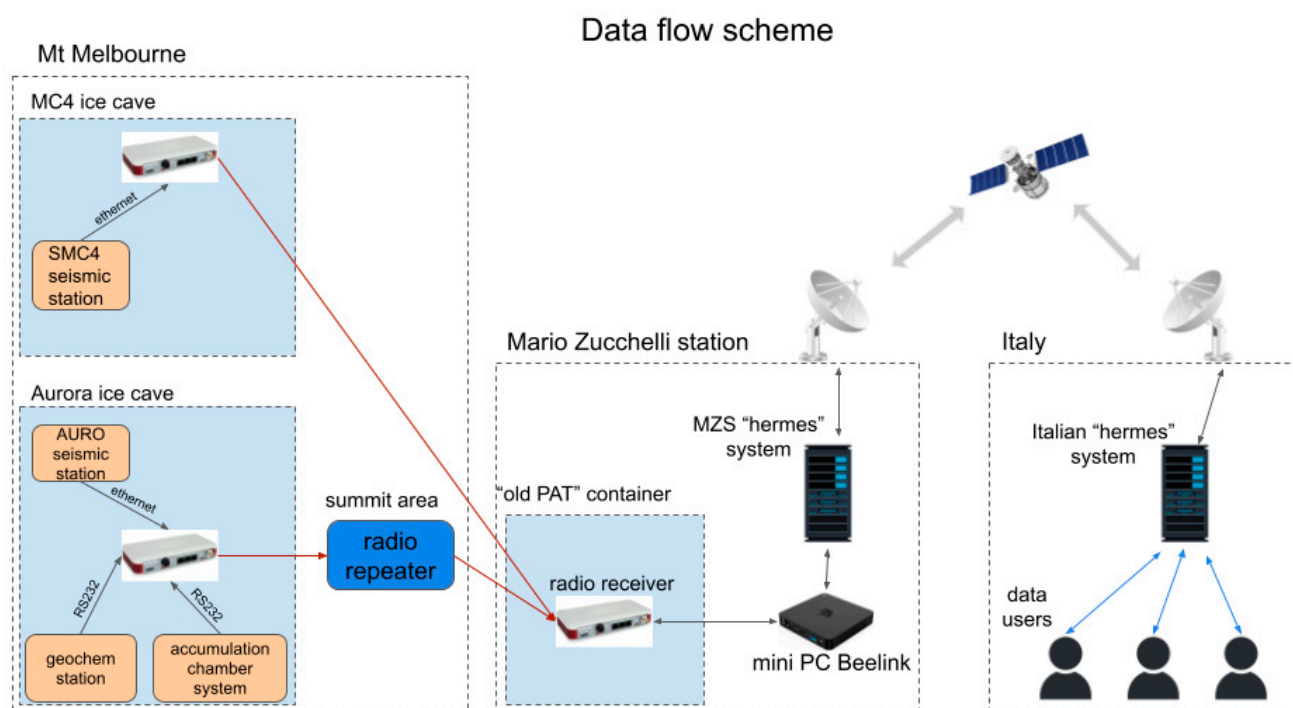 Data flow scheme
Mt Melbourne
MC4 ice cave
ethernet
SMC4
seismic
station
Aurora ice cave
AURO
seismic
station
ethernet
RS232
RS232
geochem
station
accumulation
chamber
system
summit area
radio
repeater
Mario Zucchelli station
MZS “hermes”
system
“old PAT” container
radio receiver
mini PC Beelink
Italy
Italian “hermes”
system
data
users